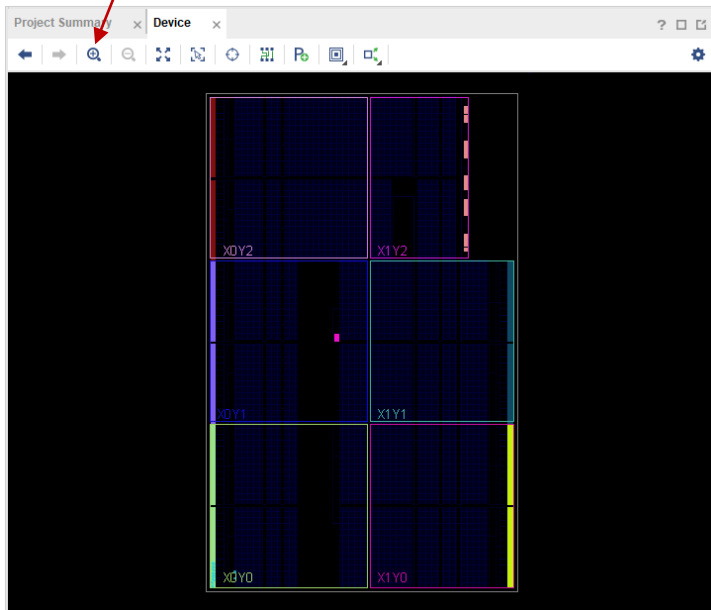 Project Summary × Device ×
?
X0Y2 X1Y2
X0Y1 X1Y1
X0Y0 X1Y0